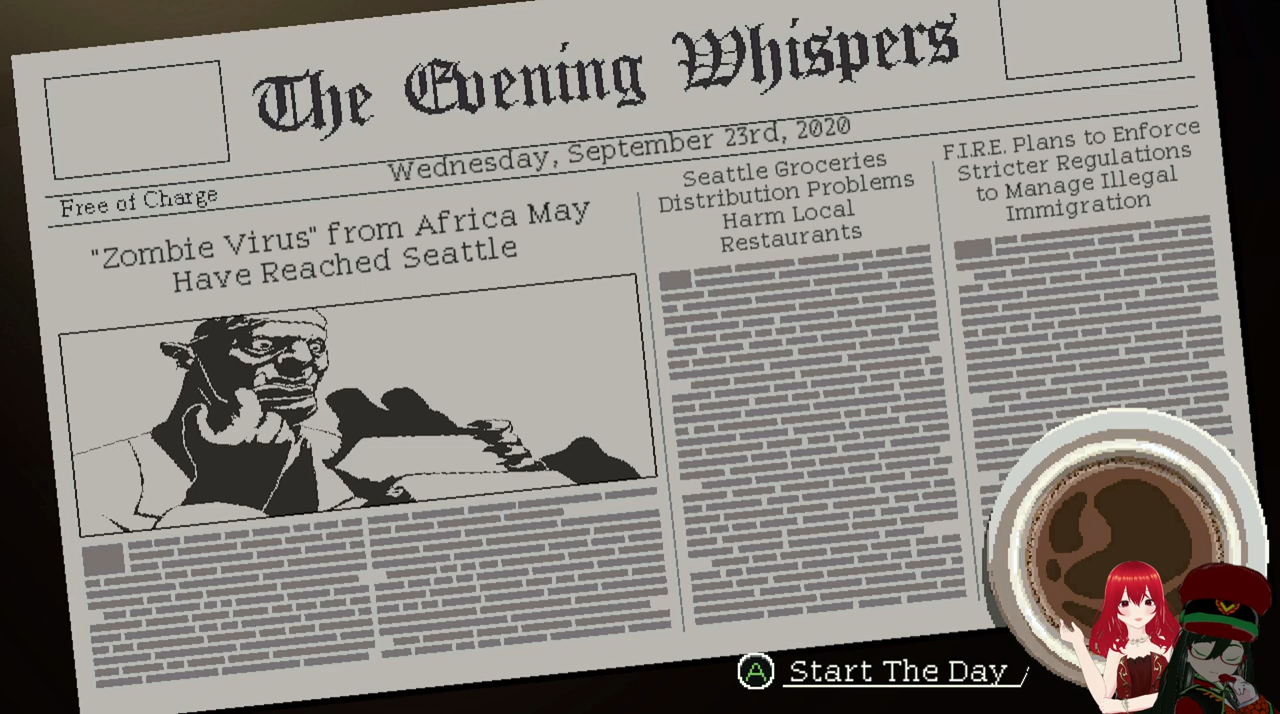 The Evening Whispers
Wednesday, September 23rd, 2020
Free of Charge
"Zombie Virus" from Africa May
Have Reached Seattle
Seattle Groceries
Distribution Problems
Harm Local
Restaurants
F.I.R.E. Plans to Enforce
Stricter Regulations
to Manage Illegal
Immigration
A Start The Day